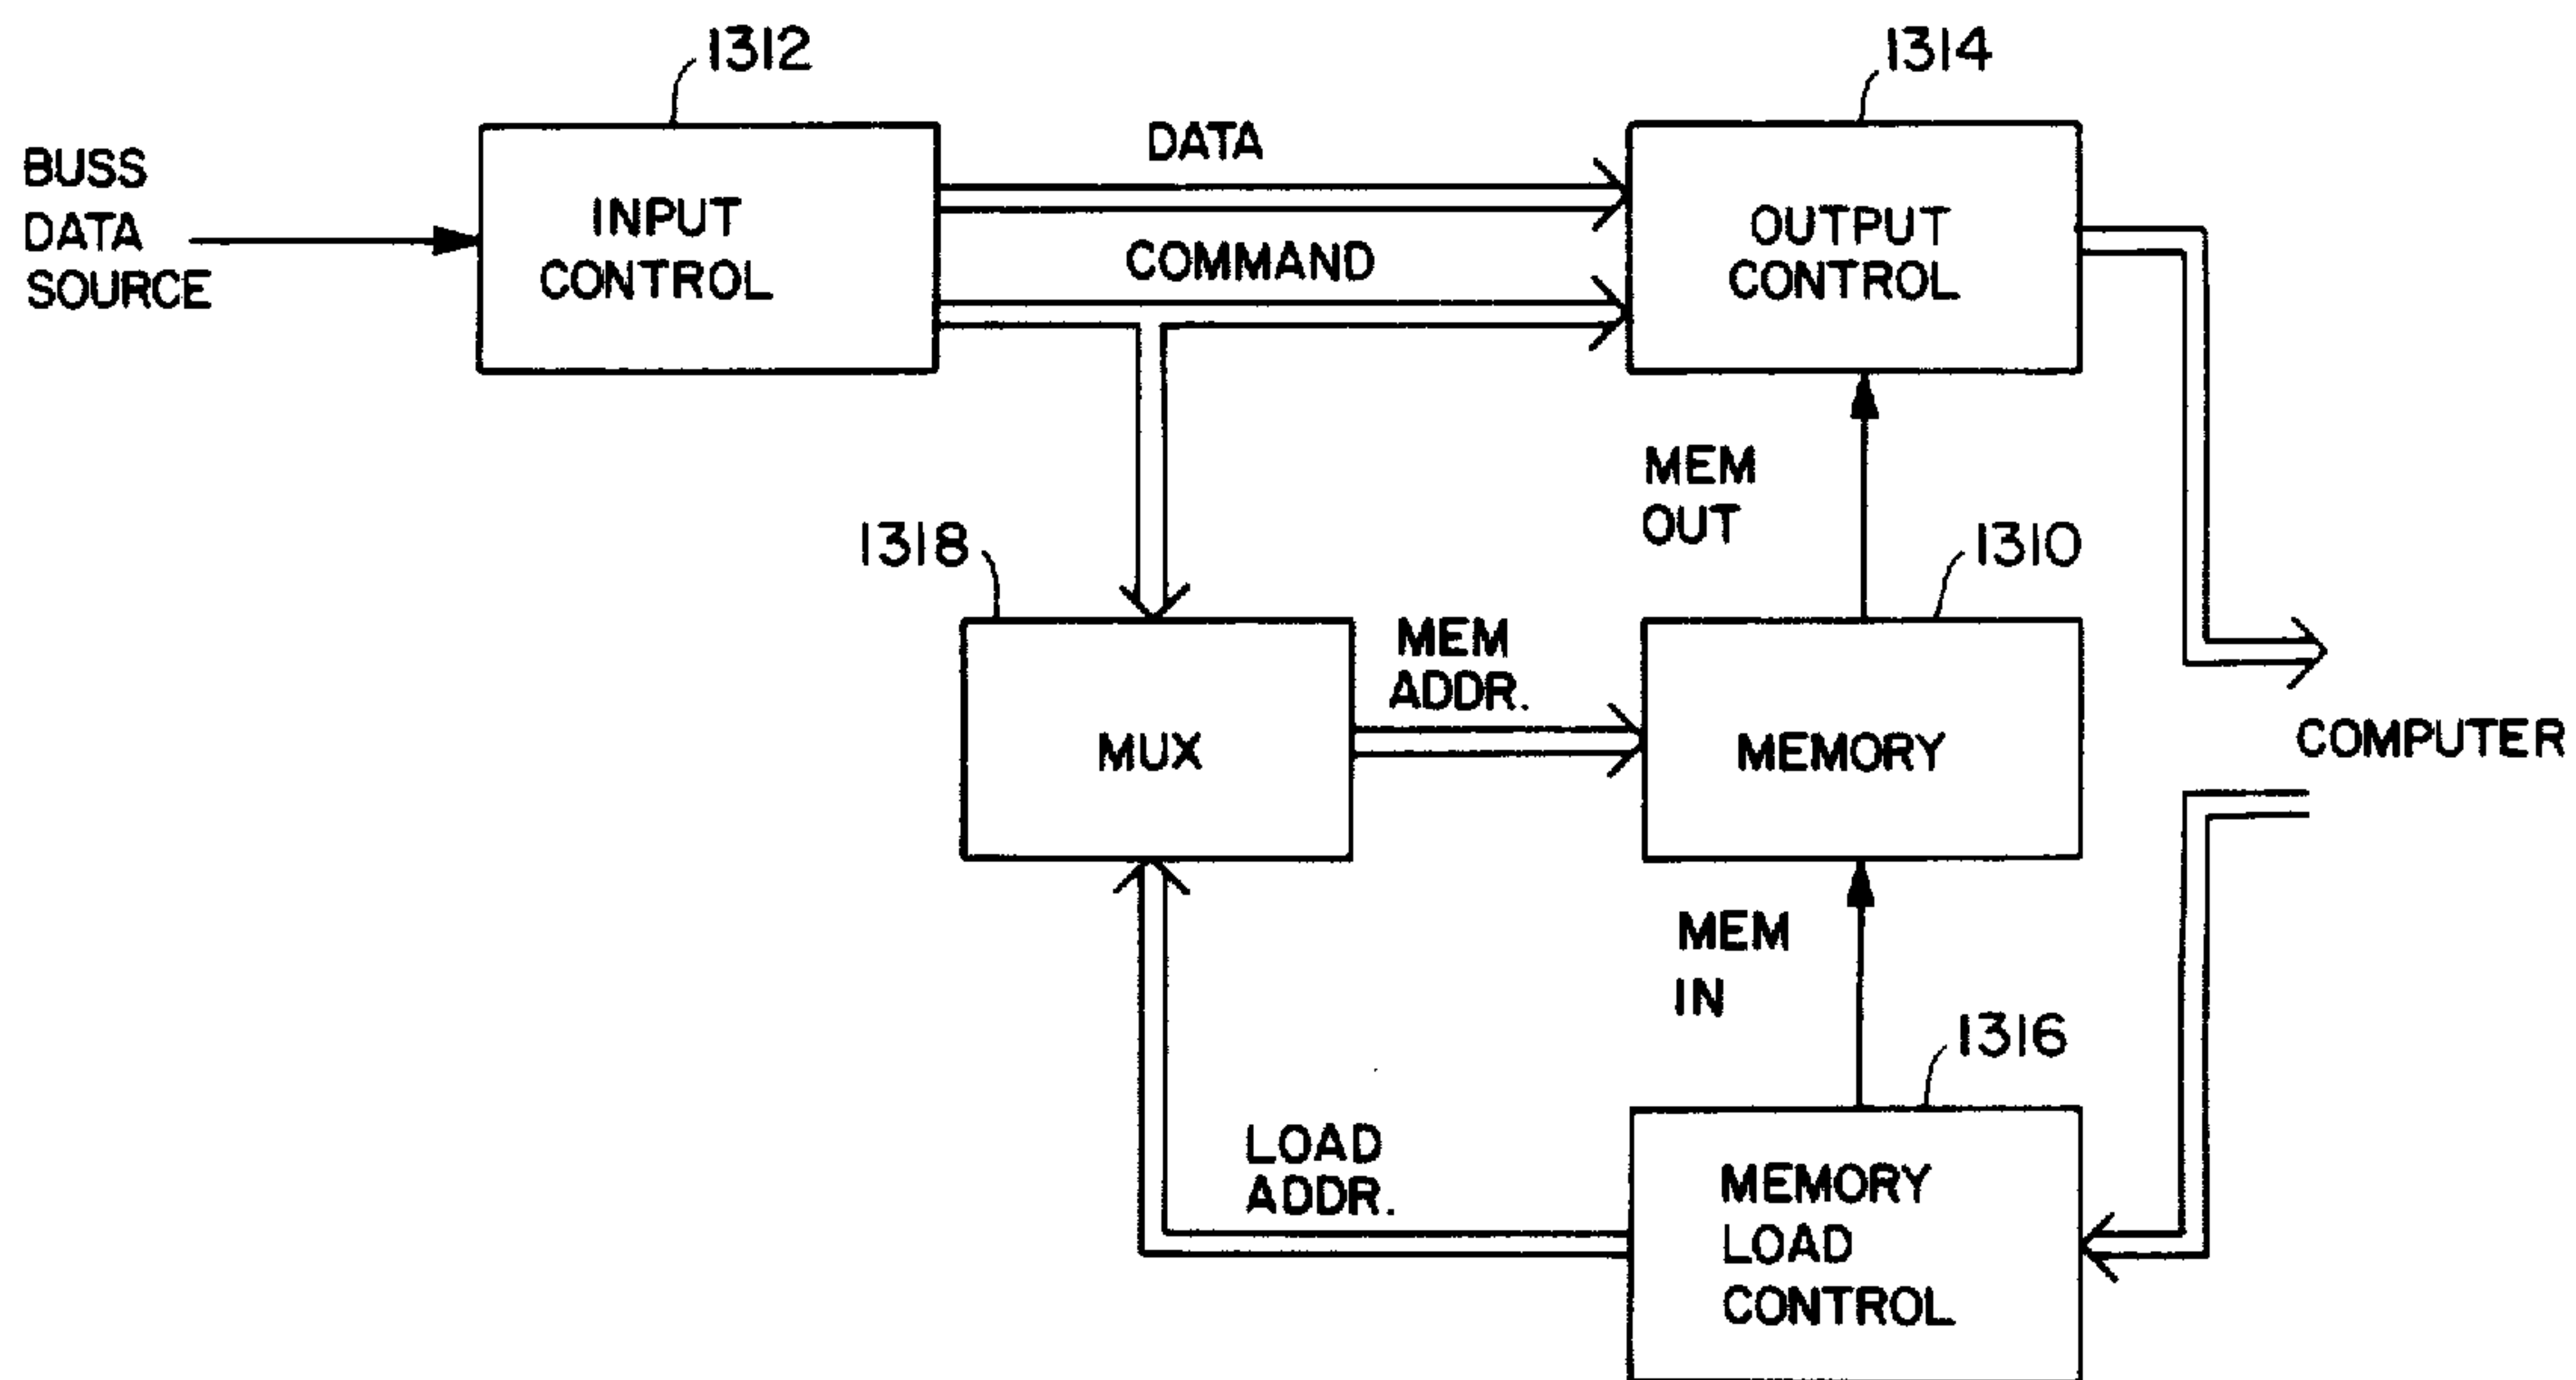 1312
1314
BUSS
DATA
SOURCE
INPUT
CONTROL
DATA
COMMAND
OUTPUT
CONTROL
MEM
OUT
1318
1310
MUX
MEM
ADDR.
MEMORY
COMPUTER
MEM
IN
1316
LOAD
ADDR.
MEMORY
LOAD
CONTROL